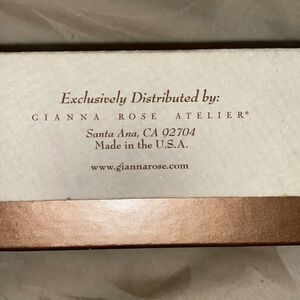 Exclusively Distributed by:
GIANNA ROSE ATELIER®
Santa Ana, CA 92704
Made in the U.S.A.
www.giannarose.com